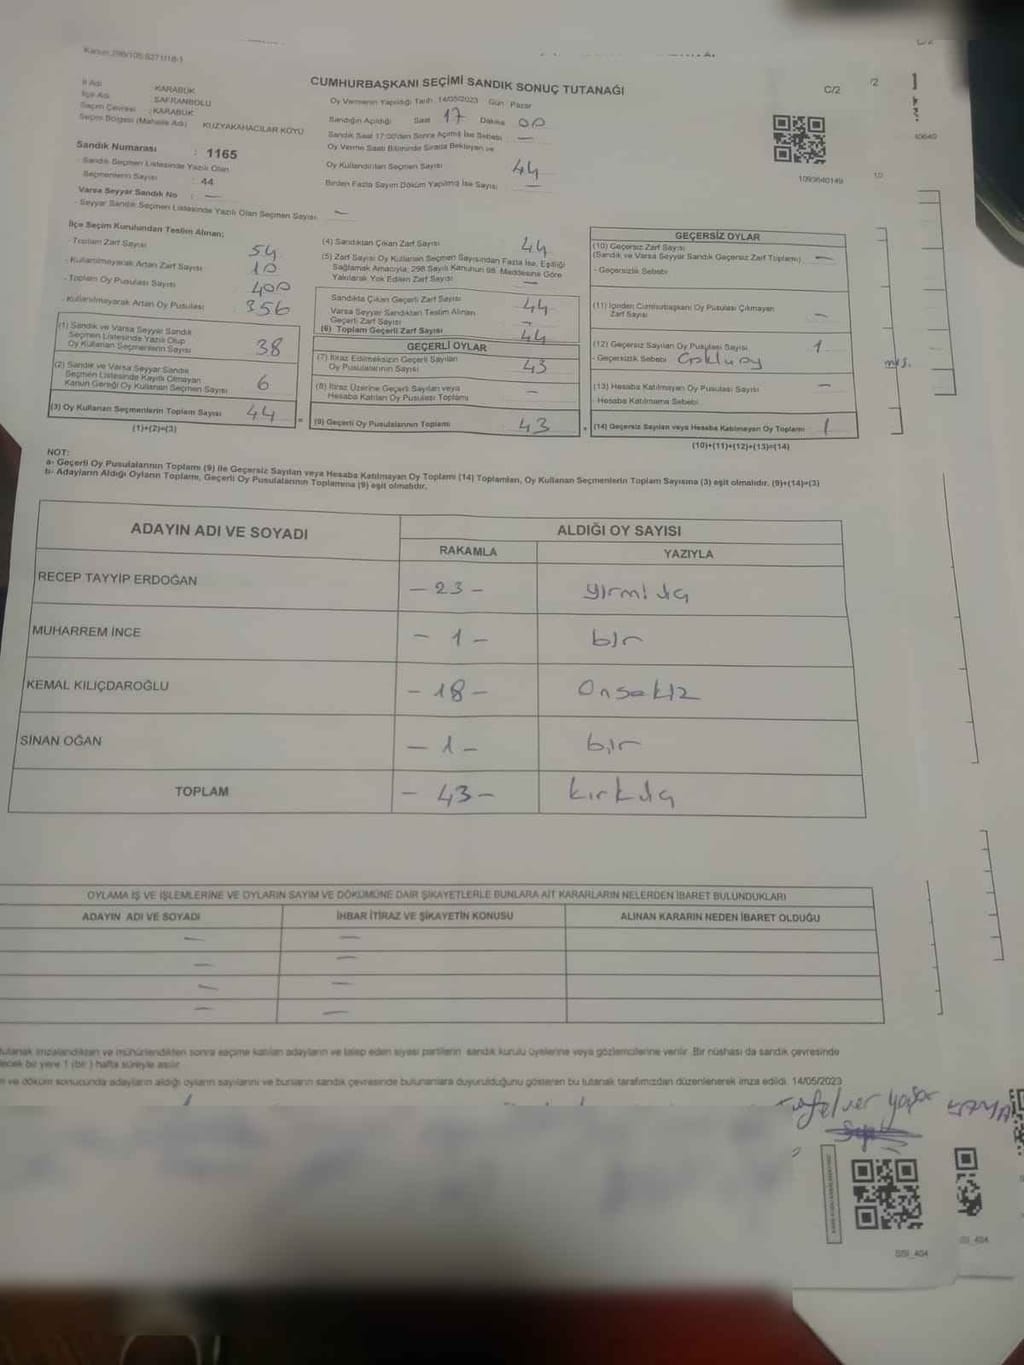 Kanun_298/105-6271/18-1
CUMHURBAŞKANI SEÇİMİ SANDIK SONUÇ TUTANAĞI
C/2
/2
İl Adı : KARABÜK
İlçe Adı : SAFRANBOLU
Seçim Çevresi : KARABÜK
Seçim Bölgesi (Mahalle Adı) : KUZYAKAHACILAR KÖYÜ
Sandık Numarası : 1165
- Sandık Seçmen Listesinde Yazılı Olan
Seçmenlerin Sayısı : 44
Varsa Seyyar Sandık No : —
- Seyyar Sandık Seçmen Listesinde Yazılı Olan Seçmen Sayısı: —
Oy Vermenin Yapıldığı Tarih: 14/05/2023 Gün: Pazar
Sandığın Açıldığı: Saat 17 Dakika 00
Sandık Saat 17:00'den Sonra Açılmış İse Sebebi —
Oy Verme Saati Bitiminde Sırada Bekleyen ve
Oy Kullandırılan Seçmen Sayısı 44
Birden Fazla Sayım Döküm Yapılmış İse Sayısı —
1093640149
40640
İlçe Seçim Kurulundan Teslim Alınan:
- Toplam Zarf Sayısı 54
- Kullanılmayarak Artan Zarf Sayısı 10
- Toplam Oy Pusulası Sayısı 400
- Kullanılmayarak Artan Oy Pusulası 356
(1) Sandık ve Varsa Seyyar Sandık
Seçmen Listesinde Yazılı Olup
Oy Kullanan Seçmenlerin Sayısı 38
(2) Sandık ve Varsa Seyyar Sandık
Seçmen Listesinde Kayıtlı Olmayan
Kanun Gereği Oy Kullanan Seçmen Sayısı 6
(3) Oy Kullanan Seçmenlerin Toplam Sayısı 44
(1)+(2)=(3)
(4) Sandıktan Çıkan Zarf Sayısı 44
(5) Zarf Sayısı Oy Kullanan Seçmen Sayısından Fazla İse, Eşitliği
Sağlamak Amacıyla, 298 Sayılı Kanunun 98. Maddesine Göre
Yakılarak Yok Edilen Zarf Sayısı —
Sandıkta Çıkan Geçerli Zarf Sayısı 44
Varsa Seyyar Sandıktan Teslim Alınan
Geçerli Zarf Sayısı —
(6) Toplam Geçerli Zarf Sayısı 44
GEÇERLİ OYLAR
(7) İtiraz Edilmeksizin Geçerli Sayılan
Oy Pusulalarının Sayısı 43
(8) İtiraz Üzerine Geçerli Sayılan veya
Hesaba Katılan Oy Pusulası Toplamı —
(9) Geçerli Oy Pusulalarının Toplamı 43
GEÇERSİZ OYLAR
(10) Geçersiz Zarf Sayısı
(Sandık ve Varsa Seyyar Sandık Geçersiz Zarf Toplamı) —
- Geçersizlik Sebebi
(11) İçinden Cumhurbaşkanı Oy Pusulası Çıkmayan
Zarf Sayısı —
(12) Geçersiz Sayılan Oy Pusulası Sayısı 1
- Geçersizlik Sebebi Çoklu oy
(13) Hesaba Katılmayan Oy Pusulası Sayısı —
- Hesaba Katılmama Sebebi
(14) Geçersiz Sayılan veya Hesaba Katılmayan Oy Toplamı 1
(10)+(11)+(12)+(13)=(14)
NOT:
a- Geçerli Oy Pusulalarının Toplamı (9) ile Geçersiz Sayılan veya Hesaba Katılmayan Oy Toplamı (14) Toplamları, Oy Kullanan Seçmenlerin Toplam Sayısına (3) eşit olmalıdır. (9)+(14)=(3)
b- Adayların Aldığı Oyların Toplamı, Geçerli Oy Pusulalarının Toplamına (9) eşit olmalıdır.
ADAYIN ADI VE SOYADI
ALDIĞI OY SAYISI
RAKAMLA YAZIYLA
RECEP TAYYİP ERDOĞAN - 23 - yirmi üç
MUHARREM İNCE - 1 - bir
KEMAL KILIÇDAROĞLU - 18 - onsekiz
SİNAN OĞAN - 1 - bir
TOPLAM - 43 - kırküç
OYLAMA İŞ VE İŞLEMLERİNE VE OYLARIN SAYIM VE DÖKÜMÜNE DAİR ŞİKAYETLERLE BUNLARA AİT KARARLARIN NELERDEN İBARET BULUNDUKLARI
ADAYIN ADI VE SOYADI İHBAR İTİRAZ VE ŞİKAYETİN KONUSU ALINAN KARARIN NEDEN İBARET OLDUĞU
— —
— —
— —
— —
tutanak imzalandıktan ve mühürlendikten sonra seçime katılan adayların ve talep eden siyasi partilerin sandık kurulu üyelerine veya gözlemcilerine verilir. Bir nüshası da sandık çevresinde
bir yere 1 (bir) hafta süreyle asılır.
ve döküm sonucunda adayların aldığı oyların sayılarını ve bunların sandık çevresinde bulunanlara duyurulduğunu gösteren bu tutanak tarafımızdan düzenlenerek imza edildi. 14/05/2023
yaşar
SSI_404